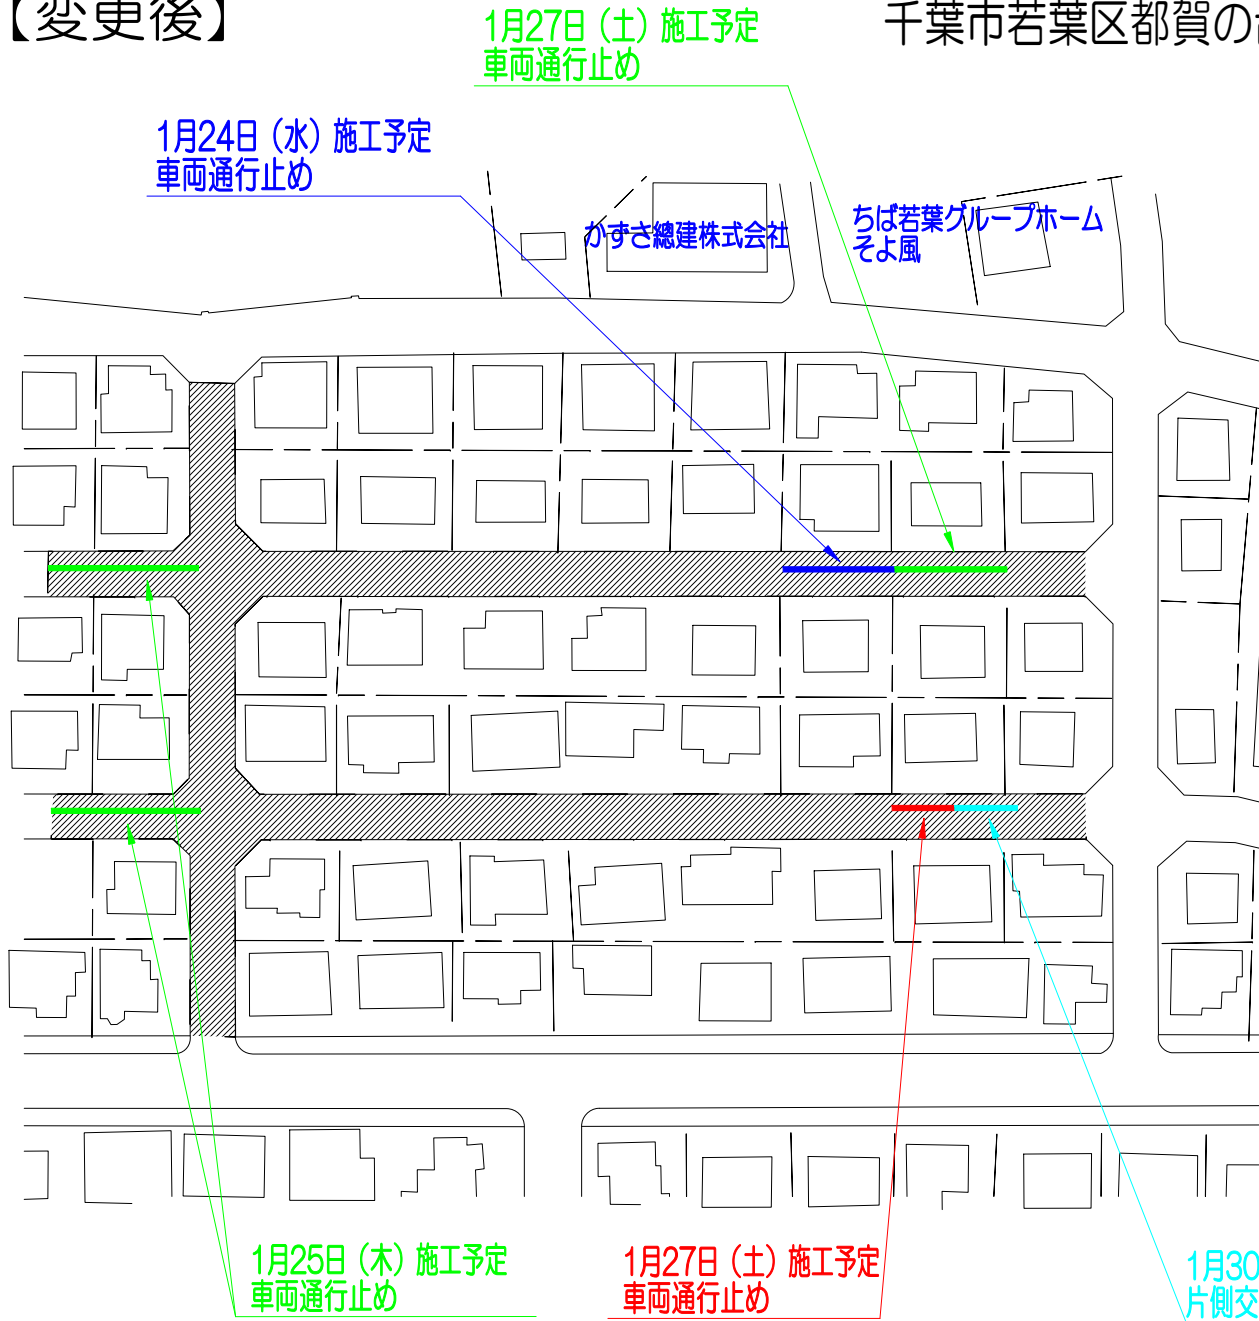 【変更後】
千葉市若葉区都賀の
1月27日（土）施工予定
車両通行止め
1月24日（水）施工予定
車両通行止め
かずさ總建株式会社
ちば若葉グループホーム
そよ風
1月25日（木）施工予定
車両通行止め
1月27日（土）施工予定
車両通行止め
1月30
片側交